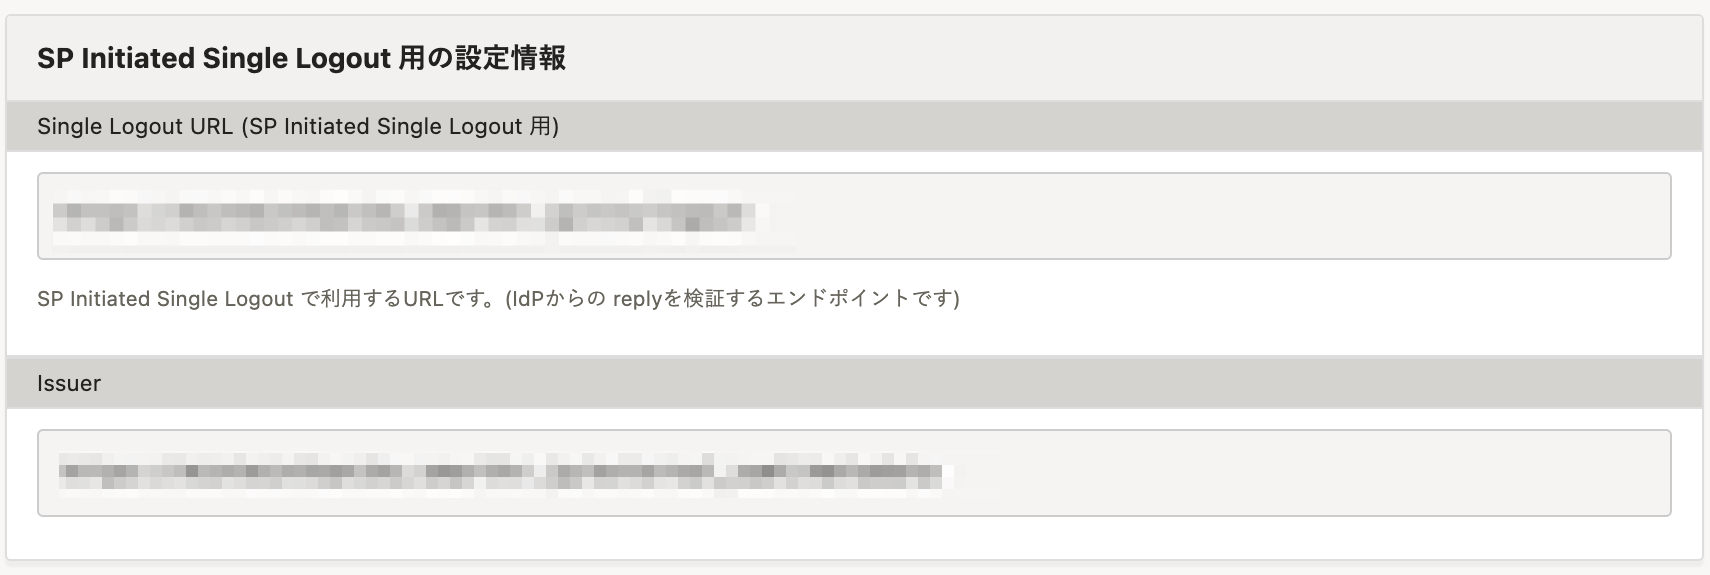 SP Initiated Single Logout 用の設定情報
Single Logout URL (SP Initiated Single Logout 用)
SP Initiated Single Logout で利用するURLです。(IdPからの replyを検証するエンドポイントです)
Issuer